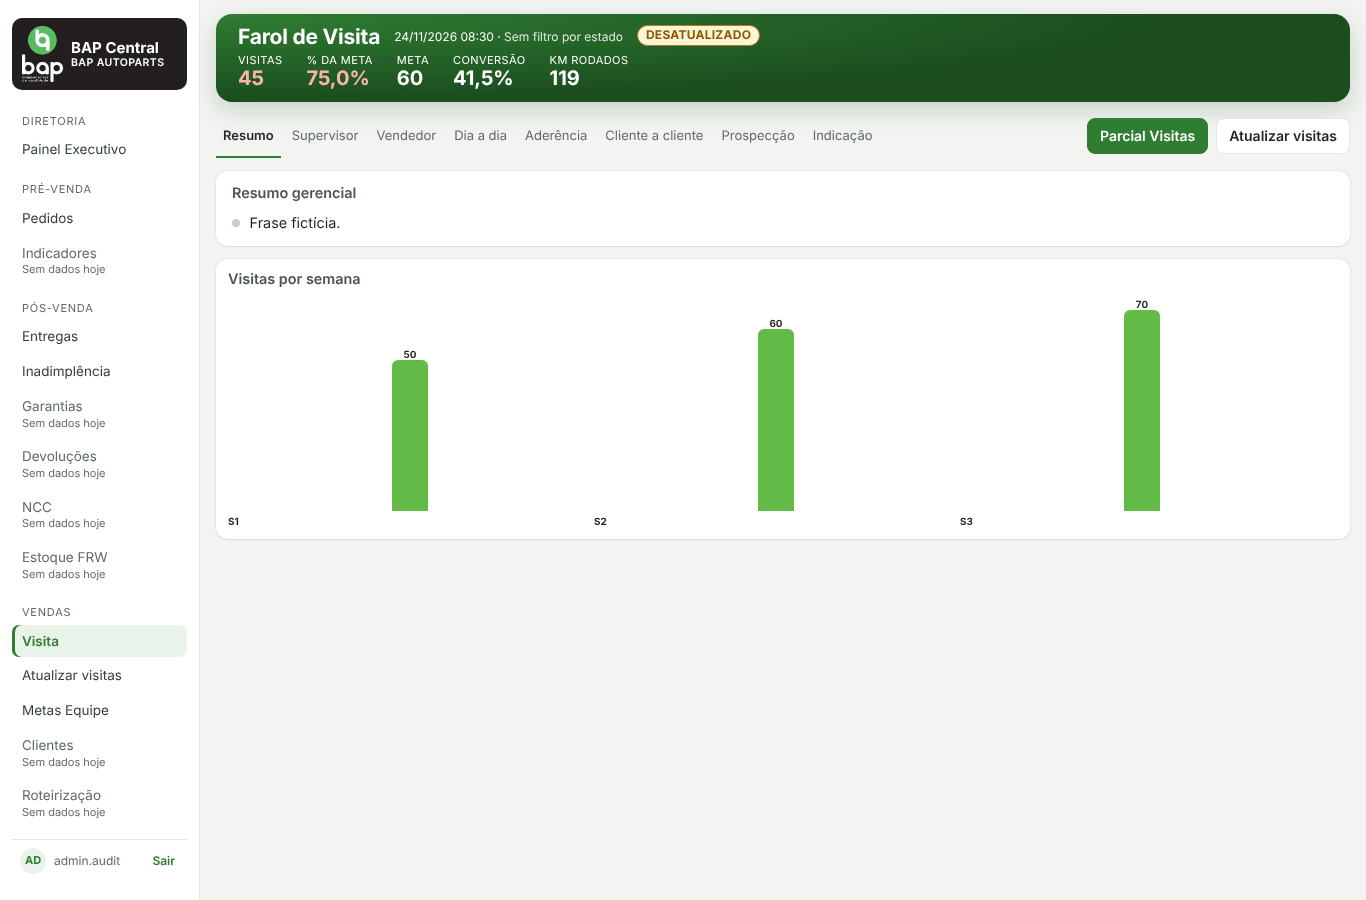 bap
BAP Central
BAP AUTOPARTS
DIRETORIA
Painel Executivo
PRÉ-VENDA
Pedidos
Indicadores
Sem dados hoje
PÓS-VENDA
Entregas
Inadimplência
Garantias
Sem dados hoje
Devoluções
Sem dados hoje
NCC
Sem dados hoje
Estoque FRW
Sem dados hoje
VENDAS
Visita
Atualizar visitas
Metas Equipe
Clientes
Sem dados hoje
Roteirização
Sem dados hoje
AD admin.audit Sair
Farol de Visita 24/11/2026 08:30 · Sem filtro por estado DESATUALIZADO
VISITAS % DA META META CONVERSÃO KM RODADOS
45 75,0% 60 41,5% 119
Resumo Supervisor Vendedor Dia a dia Aderência Cliente a cliente Prospecção Indicação Parcial Visitas Atualizar visitas
Resumo gerencial
Frase fictícia.
Visitas por semana
50 60 70
S1 S2 S3